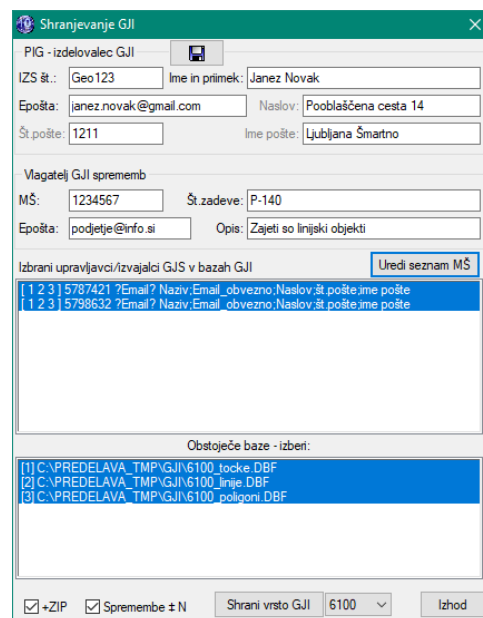 Shranjevanje GJI
PIG - izdelovalec GJI
IZS št.: Geo123 Ime in priimek: Janez Novak
Epošta: janez.novak@gmail.com Naslov: Pooblaščena cesta 14
Št.pošte: 1211 Ime pošte: Ljubljana Šmartno
Vlagatelj GJI sprememb
MŠ: 1234567 Št.zadeve: P-140
Epošta: podjetje@info.si Opis: Zajeti so linijski objekti
Izbrani upravljavci/izvajalci GJS v bazah GJI Uredi seznam MŠ
[ 1 2 3 ] 5787421 ?Email? Naziv;Email_obvezno;Naslov;št.pošte;ime pošte
[ 1 2 3 ] 5798632 ?Email? Naziv;Email_obvezno;Naslov;št.pošte;ime pošte
Obstoječe baze - izberi:
[1] C:\PREDELAVA_TMP\GJI\6100_tocke.DBF
[2] C:\PREDELAVA_TMP\GJI\6100_linije.DBF
[3] C:\PREDELAVA_TMP\GJI\6100_poligoni.DBF
+ZIP Spremembe ± N Shrani vrsto GJI 6100 Izhod